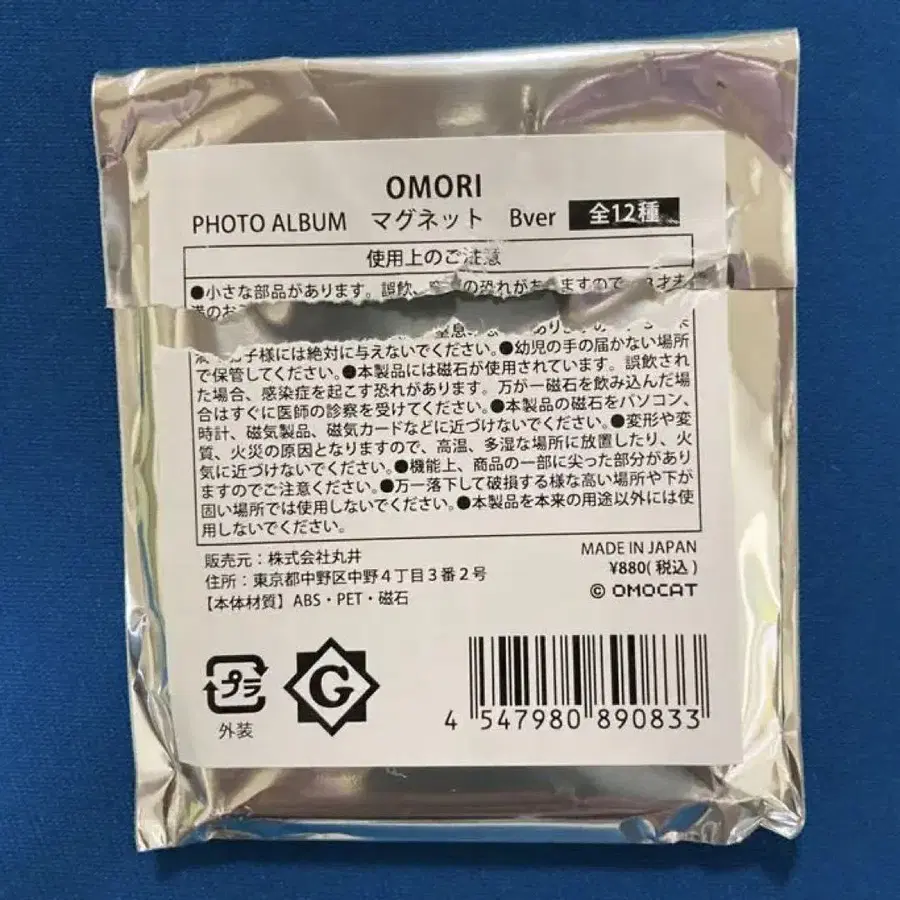 OMORI
PHOTO ALBUM マグネット Bver 全12種
使用上のご注意
●小さな部品があります。誤飲、の恐れがありますので、3才未
満のお
お子様には絶対に与えないでください。●幼児の手の届かない場所
で保管してください。●本製品には磁石が使用されています。誤飲され
た場合、感染症を起こす恐れがあります。万が一磁石を飲み込んだ場
合はすぐに医師の診察を受けてください。●本製品の磁石をパソコン、
時計、磁気製品、磁気カードなどに近づけないでください。●変形や変
質、火災の原因となりますので、高温、多湿な場所に放置したり、火
気に近づけないでください。●機能上、商品の一部に尖った部分があり
ますのでご注意ください。●万一落下して破損する様な高い場所や下が
固い場所では使用しないでください。●本製品を本来の用途以外には使
用しないでください。
販売元：株式会社丸井
住所：東京都中野区中野4丁目3番2号
【本体材質】ABS・PET・磁石
MADE IN JAPAN
¥880(税込)
© OMOCAT
プラ
外装
G
4 547980 890833